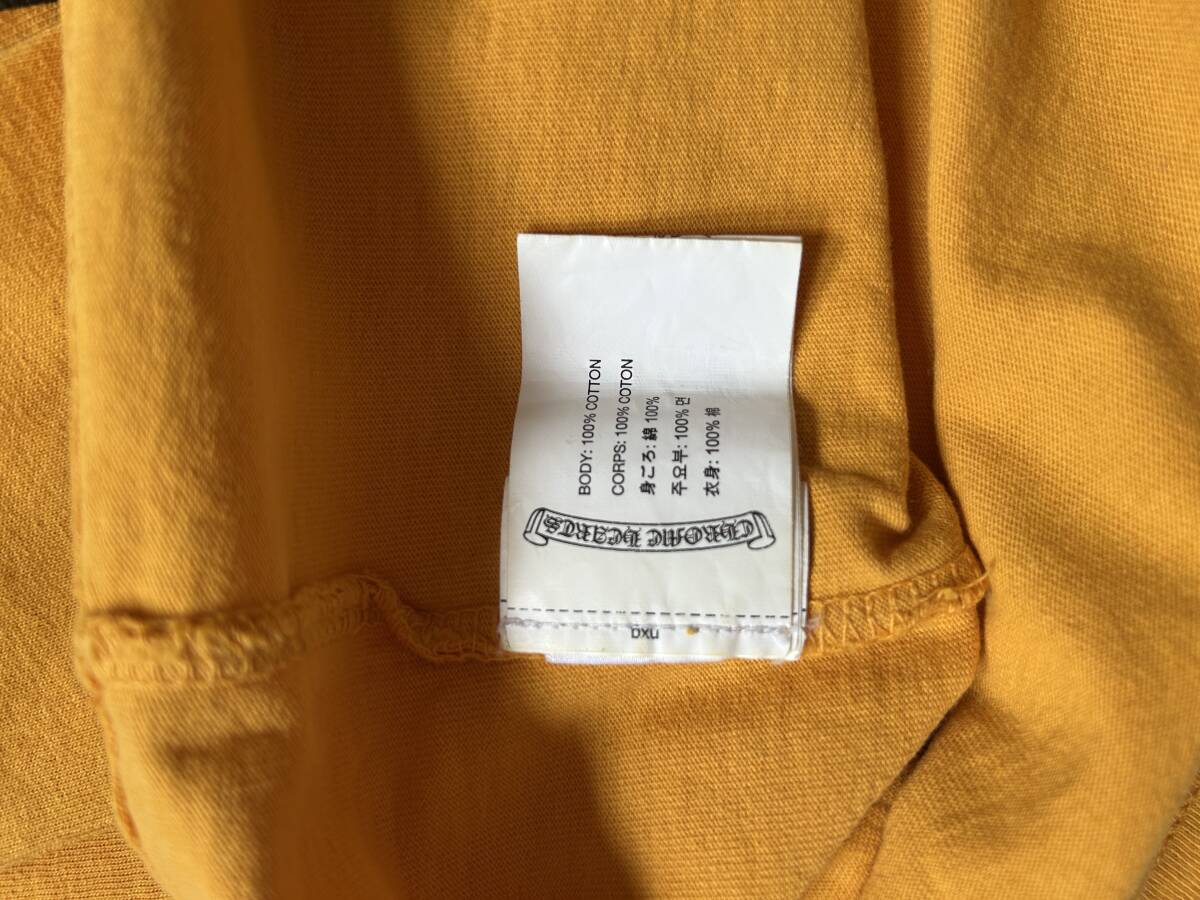 BODY: 100% COTTON
CORPS: 100% COTON
身ごろ: 綿 100%
주요부: 100% 면
衣身: 100% 棉
CHROME HEARTS
nxg